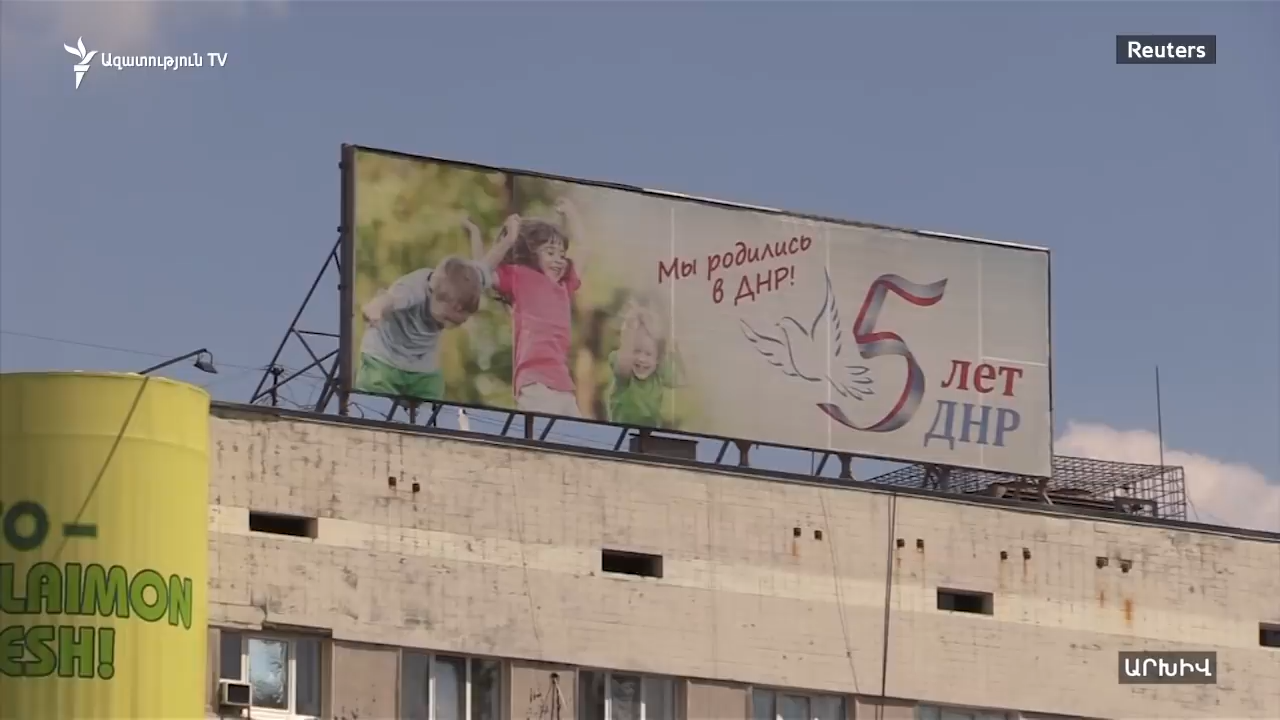 Ազատություն TV
Reuters
Мы родились
в ДНР!
5
лет
ДНР
LAIMON
ESH!
ԱՐԽԻՎ